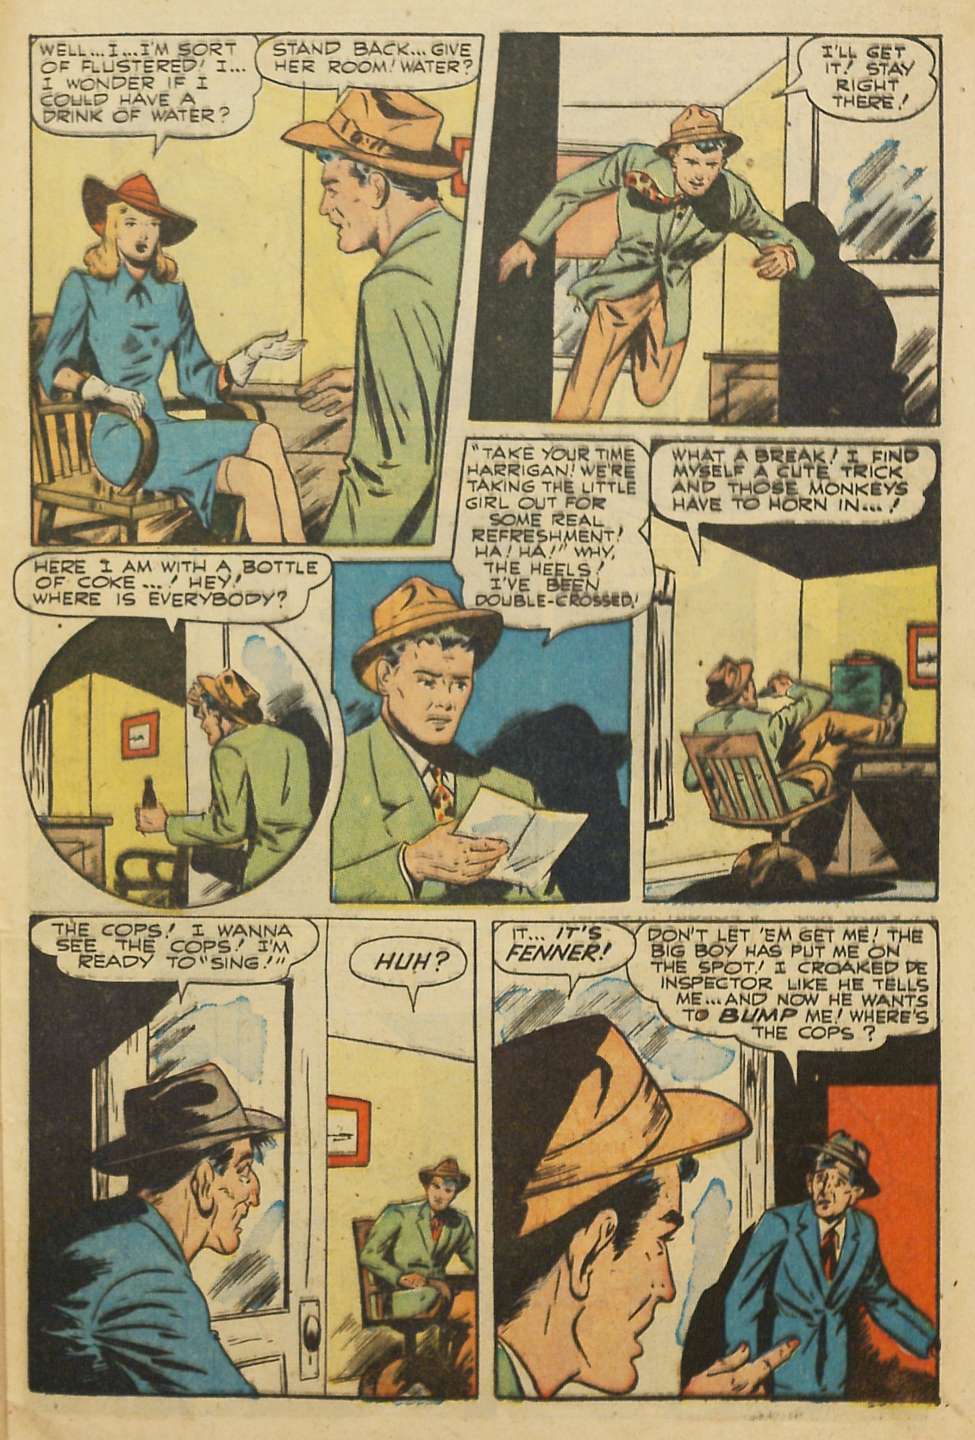 WELL...I...I'M SORT
OF FLUSTERED! I...
I WONDER IF I
COULD HAVE A
DRINK OF WATER?
STAND BACK...GIVE
HER ROOM! WATER?
I'LL GET
IT! STAY
RIGHT
THERE!
HERE I AM WITH A BOTTLE
OF COKE...! HEY!
WHERE IS EVERYBODY?
"TAKE YOUR TIME
HARRIGAN! WE'RE
TAKING THE LITTLE
GIRL OUT FOR
SOME REAL
REFRESHMENT!
HA! HA!" WHY,
THE HEELS!
I'VE BEEN
DOUBLE-CROSSED!
WHAT A BREAK! I FIND
MYSELF A CUTE TRICK
AND THOSE MONKEYS
HAVE TO HORN IN...!
THE COPS! I WANNA
SEE THE COPS! I'M
READY TO "SING!"
HUH?
IT... IT'S
FENNER!
DON'T LET 'EM GET ME! THE
BIG BOY HAS PUT ME ON
THE SPOT! I CROAKED DE
INSPECTOR LIKE HE TELLS
ME...AND NOW HE WANTS
TO BUMP ME! WHERE'S
THE COPS?